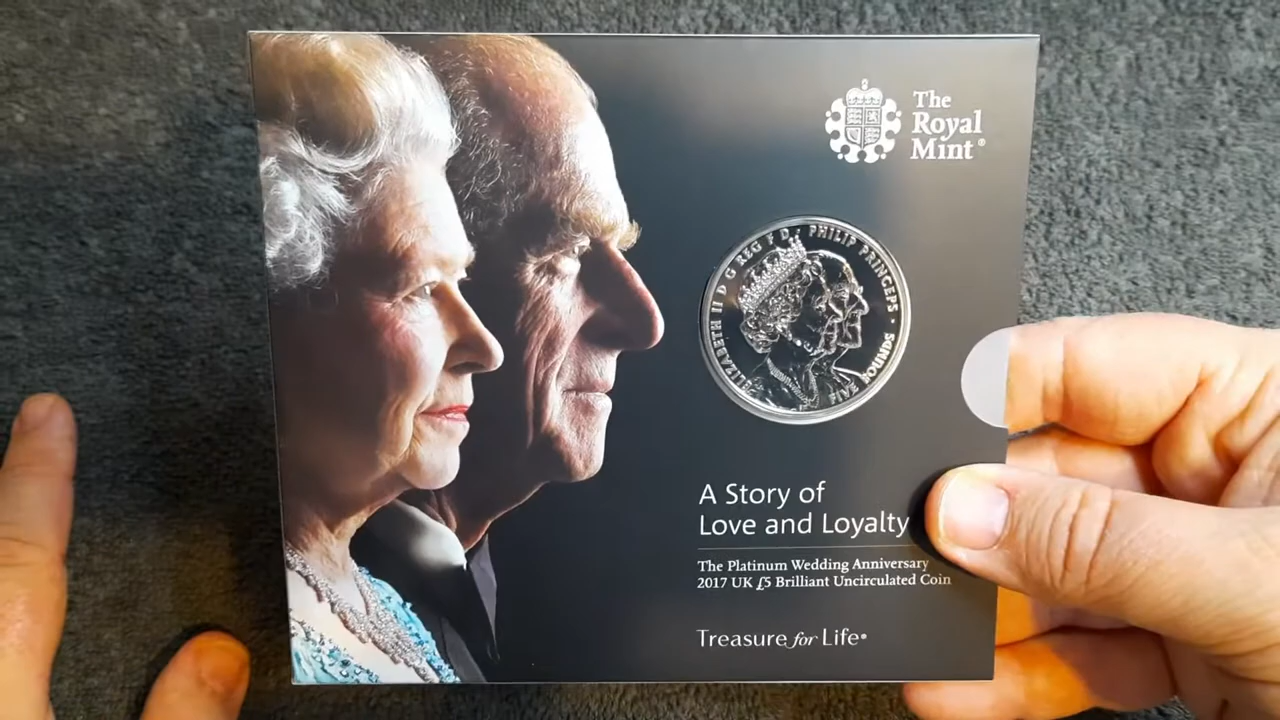 The
Royal
Mint®
ELIZABETH II D G REG F D · PHILIP PRINCEPS · FIVE POUNDS
A Story of
Love and Loyalty
The Platinum Wedding Anniversary
2017 UK £5 Brilliant Uncirculated Coin
Treasure for Life®